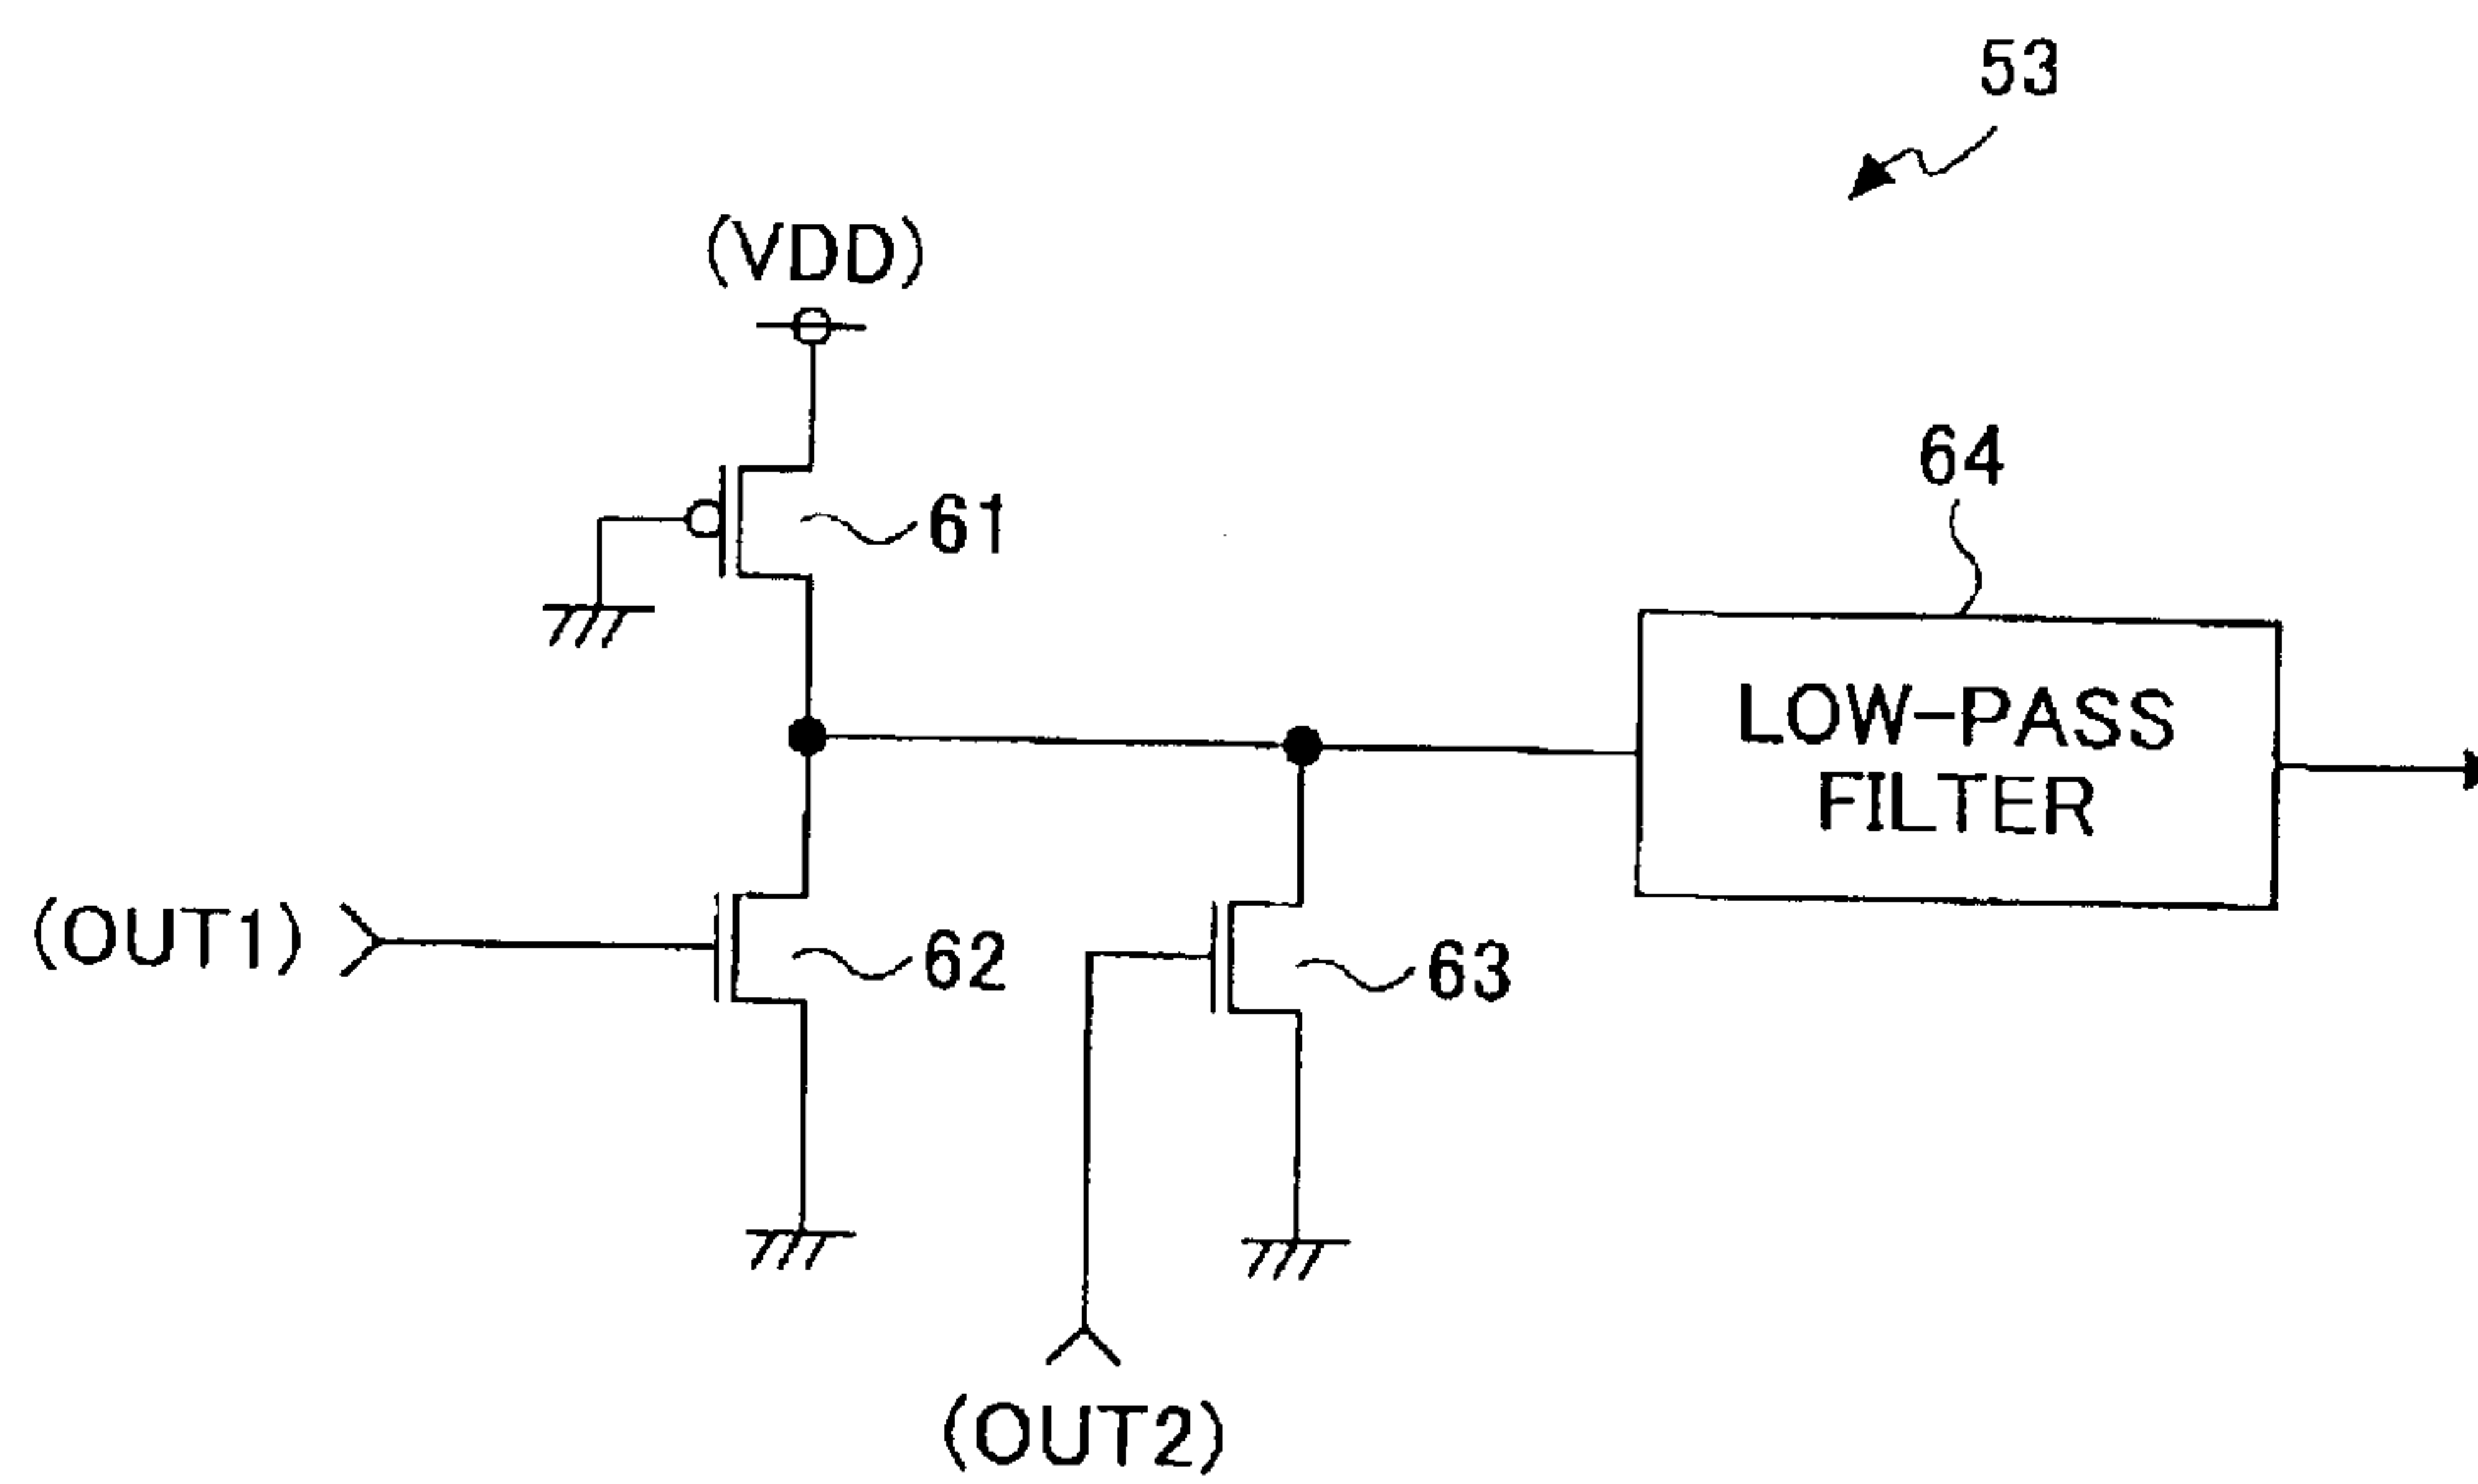 53
(VDD)
64
61
LOW-PASS
FILTER
(OUT1)
62
63
(OUT2)